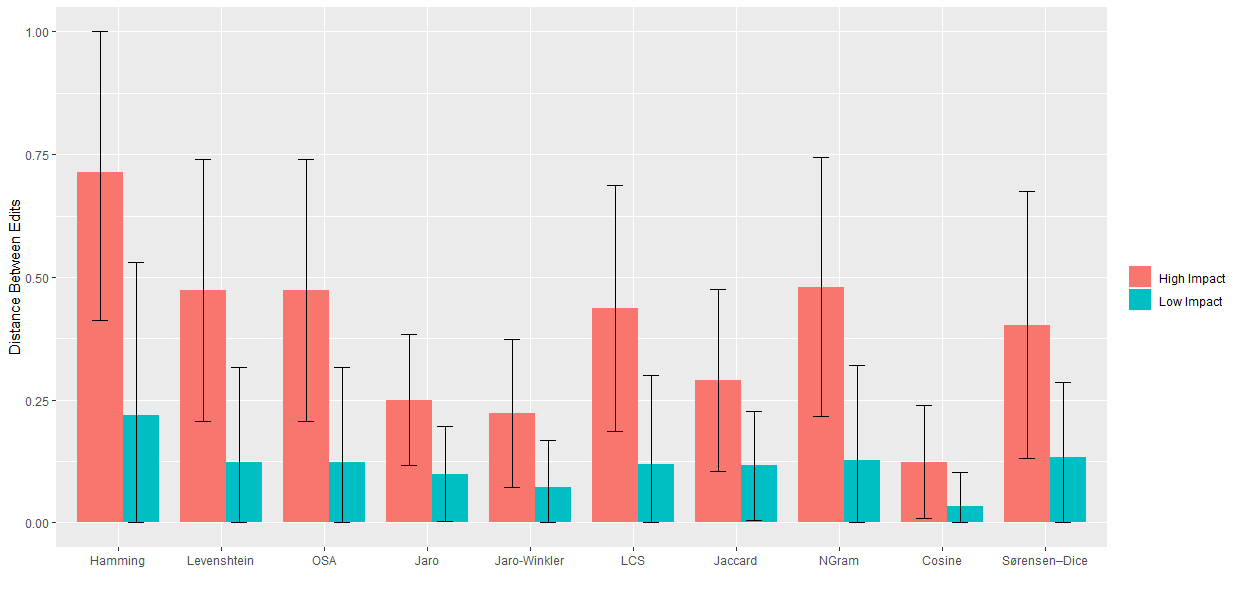 Distance Between Edits
1.00
0.75
0.50
0.25
0.00
Hamming Levenshtein OSA Jaro Jaro-Winkler LCS Jaccard NGram Cosine Sørensen–Dice
High Impact
Low Impact